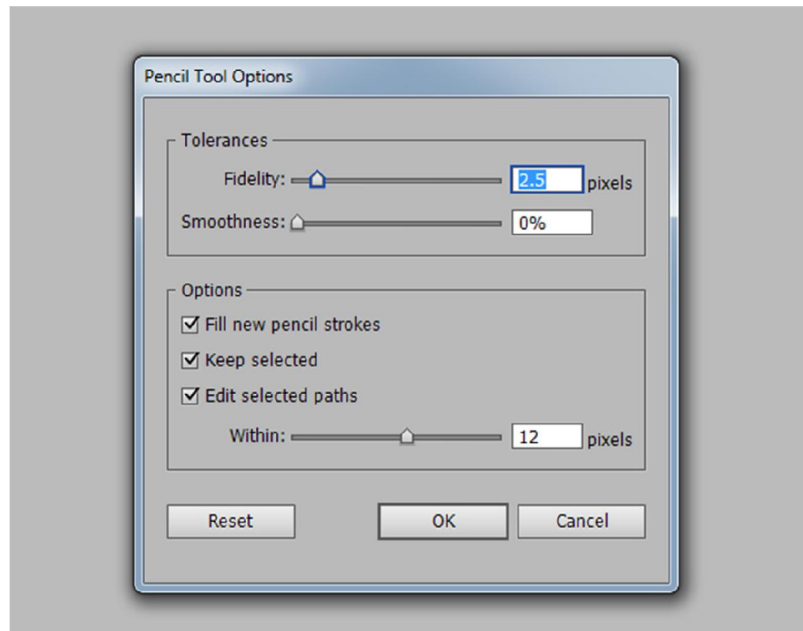 Pencil Tool Options
Tolerances
Fidelity: 2.5 pixels
Smoothness: 0%
Options
Fill new pencil strokes
Keep selected
Edit selected paths
Within: 12 pixels
Reset OK Cancel